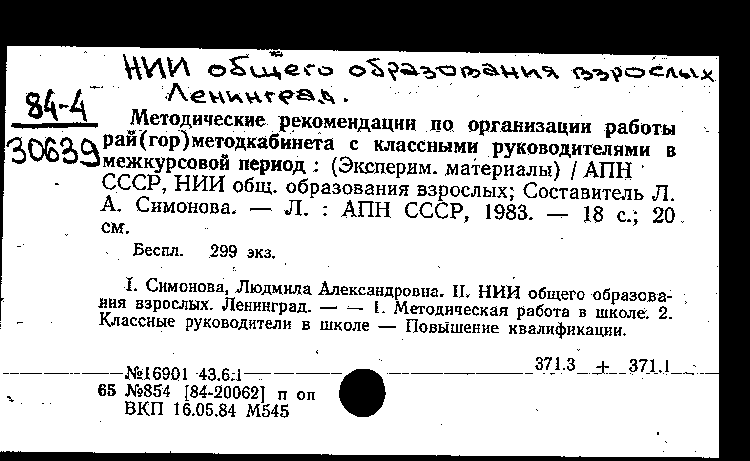 НИИ общего образования взрослых
Ленинград.
84-4
30639
Методические рекомендации по организации работы
рай(гор)методкабинета с классными руководителями в
межкурсовой период : (Эксперим. материалы) / АПН
СССР, НИИ общ. образования взрослых; Составитель Л.
А. Симонова. — Л. : АПН СССР, 1983. — 18 с.; 20
см.
Беспл. 299 экз.
I. Симонова, Людмила Александровна. II. НИИ общего образова-
ния взрослых. Ленинград. — — 1. Методическая работа в школе. 2.
Классные руководители в школе — Повышение квалификации.
371.3 + 371.1
№16901 43.6.1
65 №854 [84-20062] п оп
ВКП 16.05.84 М545